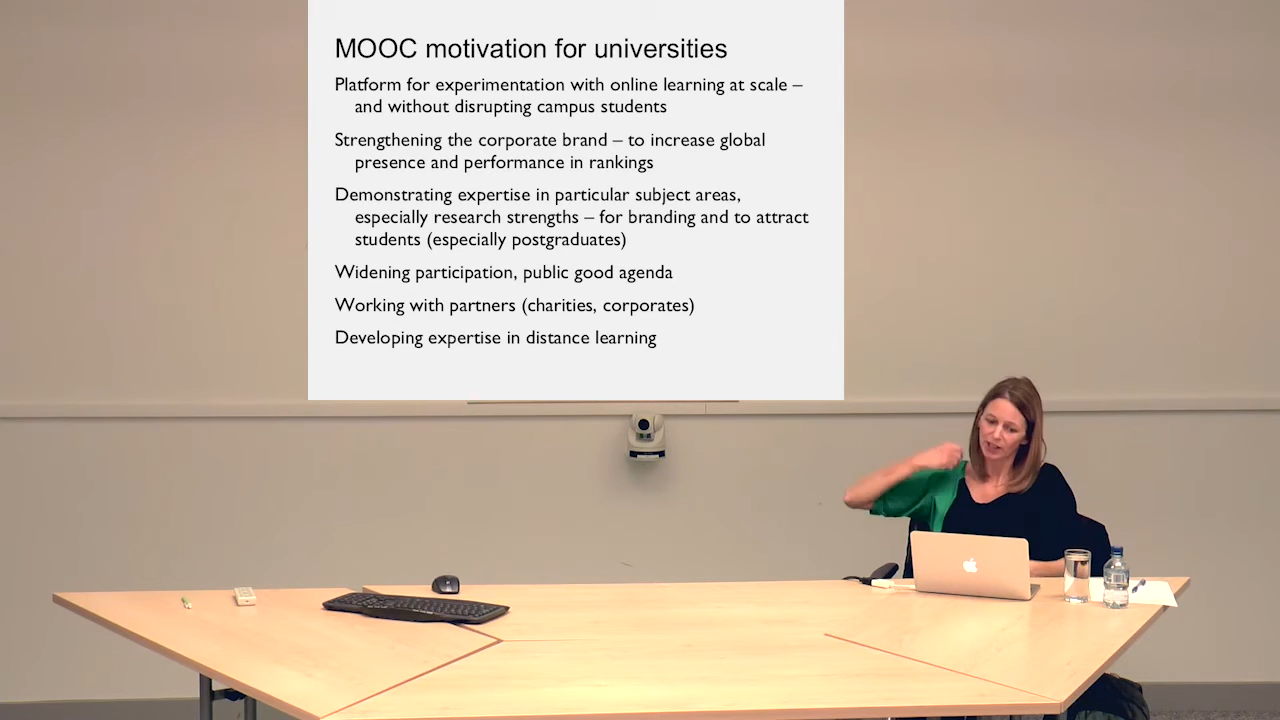 MOOC motivation for universities
Platform for experimentation with online learning at scale –
and without disrupting campus students
Strengthening the corporate brand – to increase global
presence and performance in rankings
Demonstrating expertise in particular subject areas,
especially research strengths – for branding and to attract
students (especially postgraduates)
Widening participation, public good agenda
Working with partners (charities, corporates)
Developing expertise in distance learning